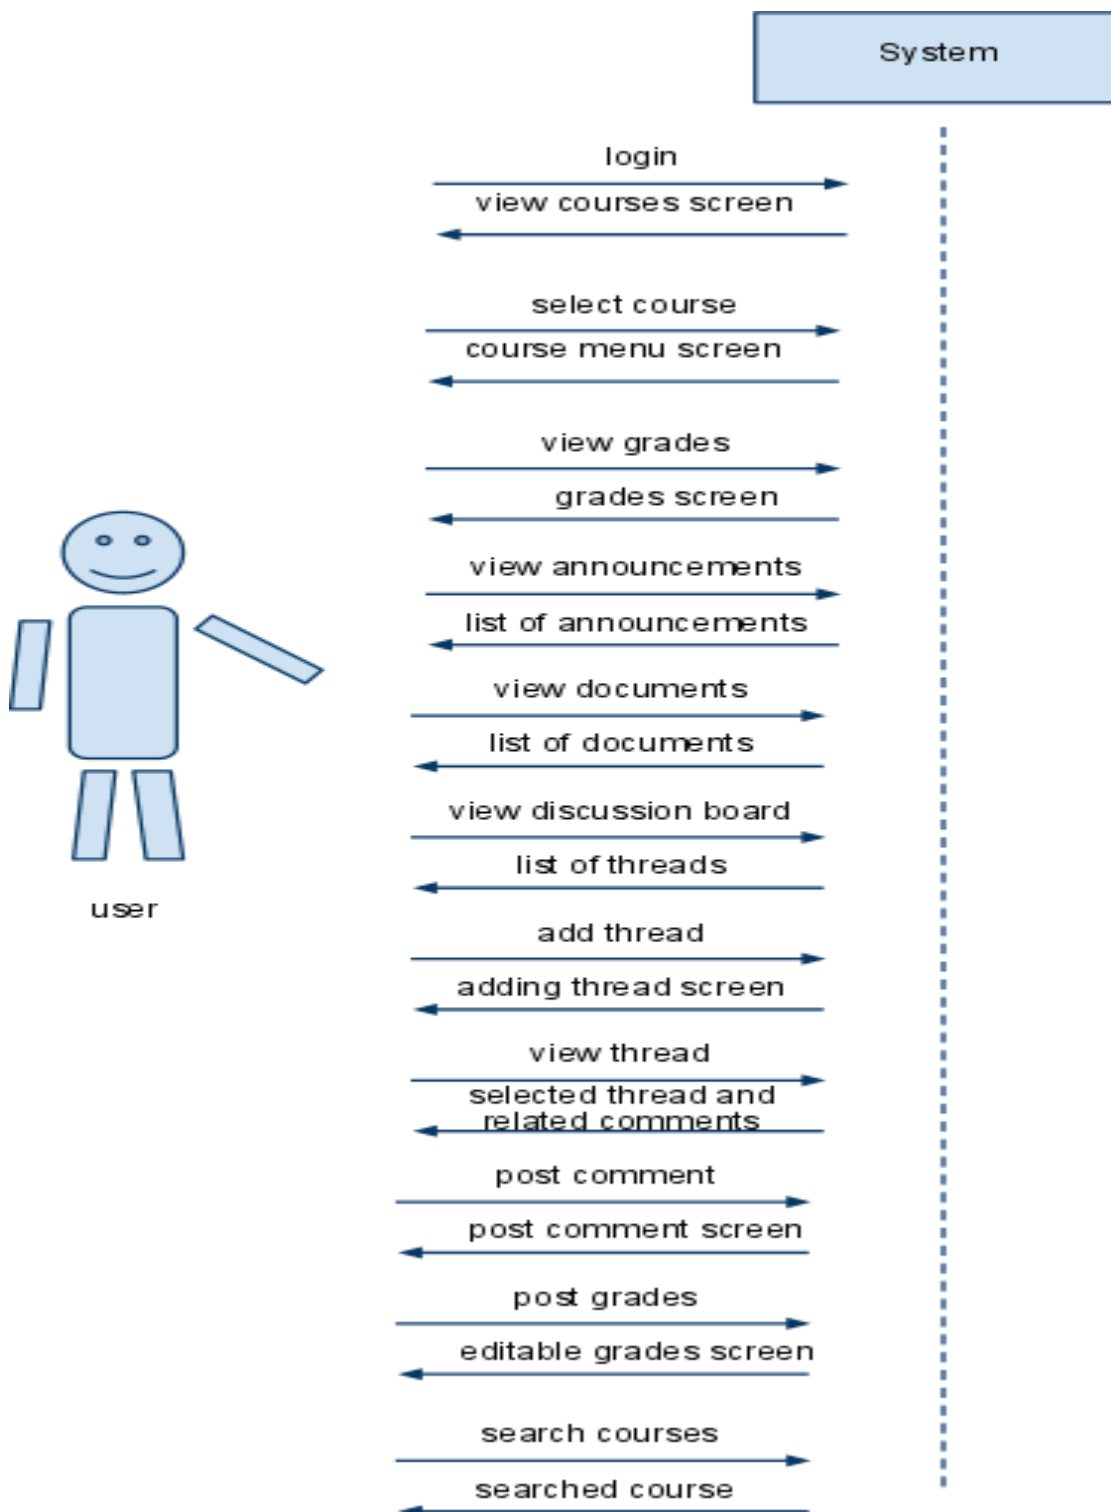 System
login
view courses screen
select course
course menu screen
view grades
grades screen
view announcements
list of announcements
view documents
list of documents
view discussion board
list of threads
user
add thread
adding thread screen
view thread
selected thread and
related comments
post comment
post comment screen
post grades
editable grades screen
search courses
searched course